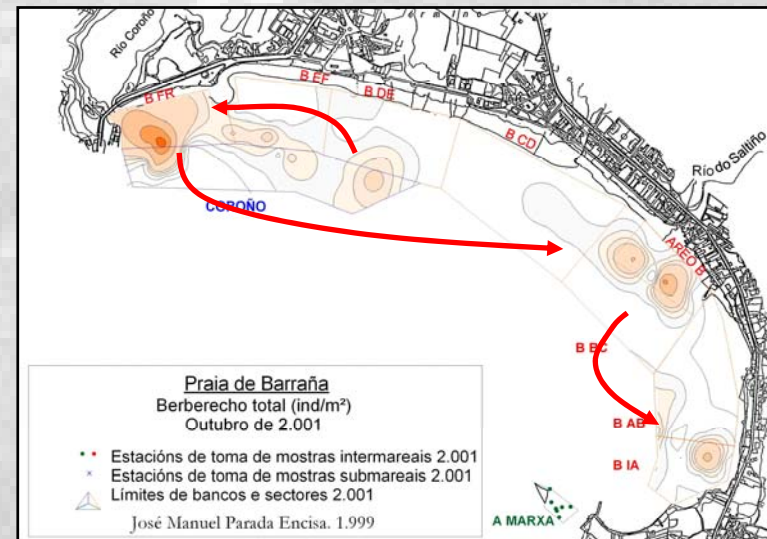 Río Coroño
B FR
B EF
B DE
B CD
Río do Saltiño
COROÑO
AREO B
B BC
B AB
B IA
A MARXA
Praia de Barraña
Berberecho total (ind/m²)
Outubro de 2.001
Estacións de toma de mostras intermareais 2.001
Estacións de toma de mostras submareais 2.001
Límites de bancos e sectores 2.001
José Manuel Parada Encisa. 1.999